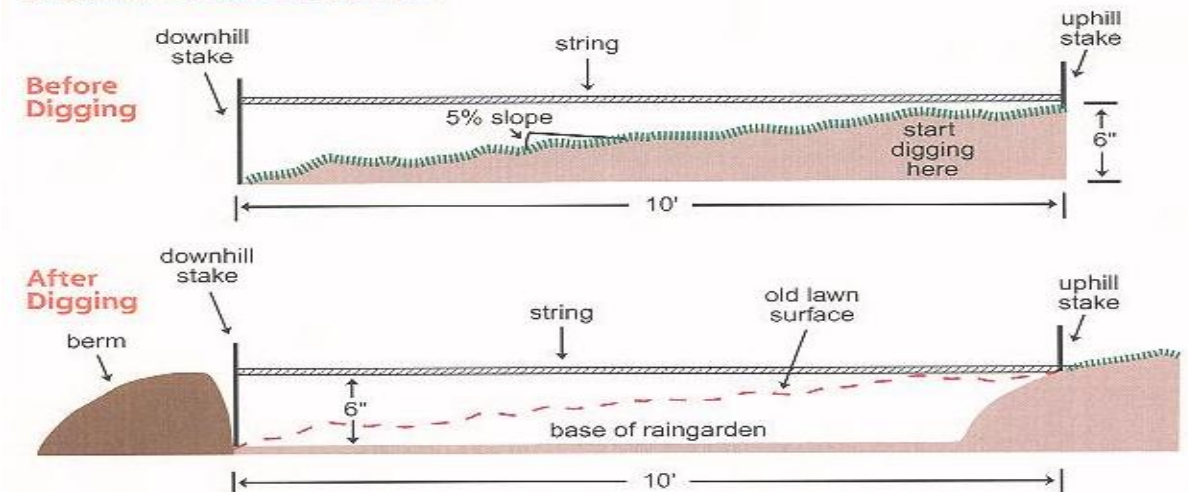 downhill
stake
string
uphill
stake
Before
Digging
5% slope
start
digging
here
6"
10'
After
Digging
downhill
stake
berm
string
old lawn
surface
uphill
stake
6"
base of raingarden
10'